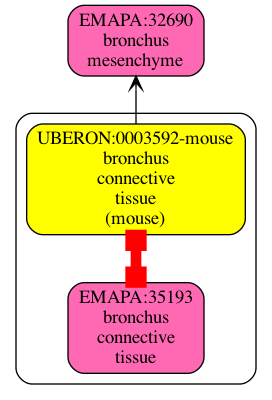 EMAPA:32690
bronchus
mesenchyme
UBERON:0003592-mouse
bronchus
connective
tissue
(mouse)
EMAPA:35193
bronchus
connective
tissue